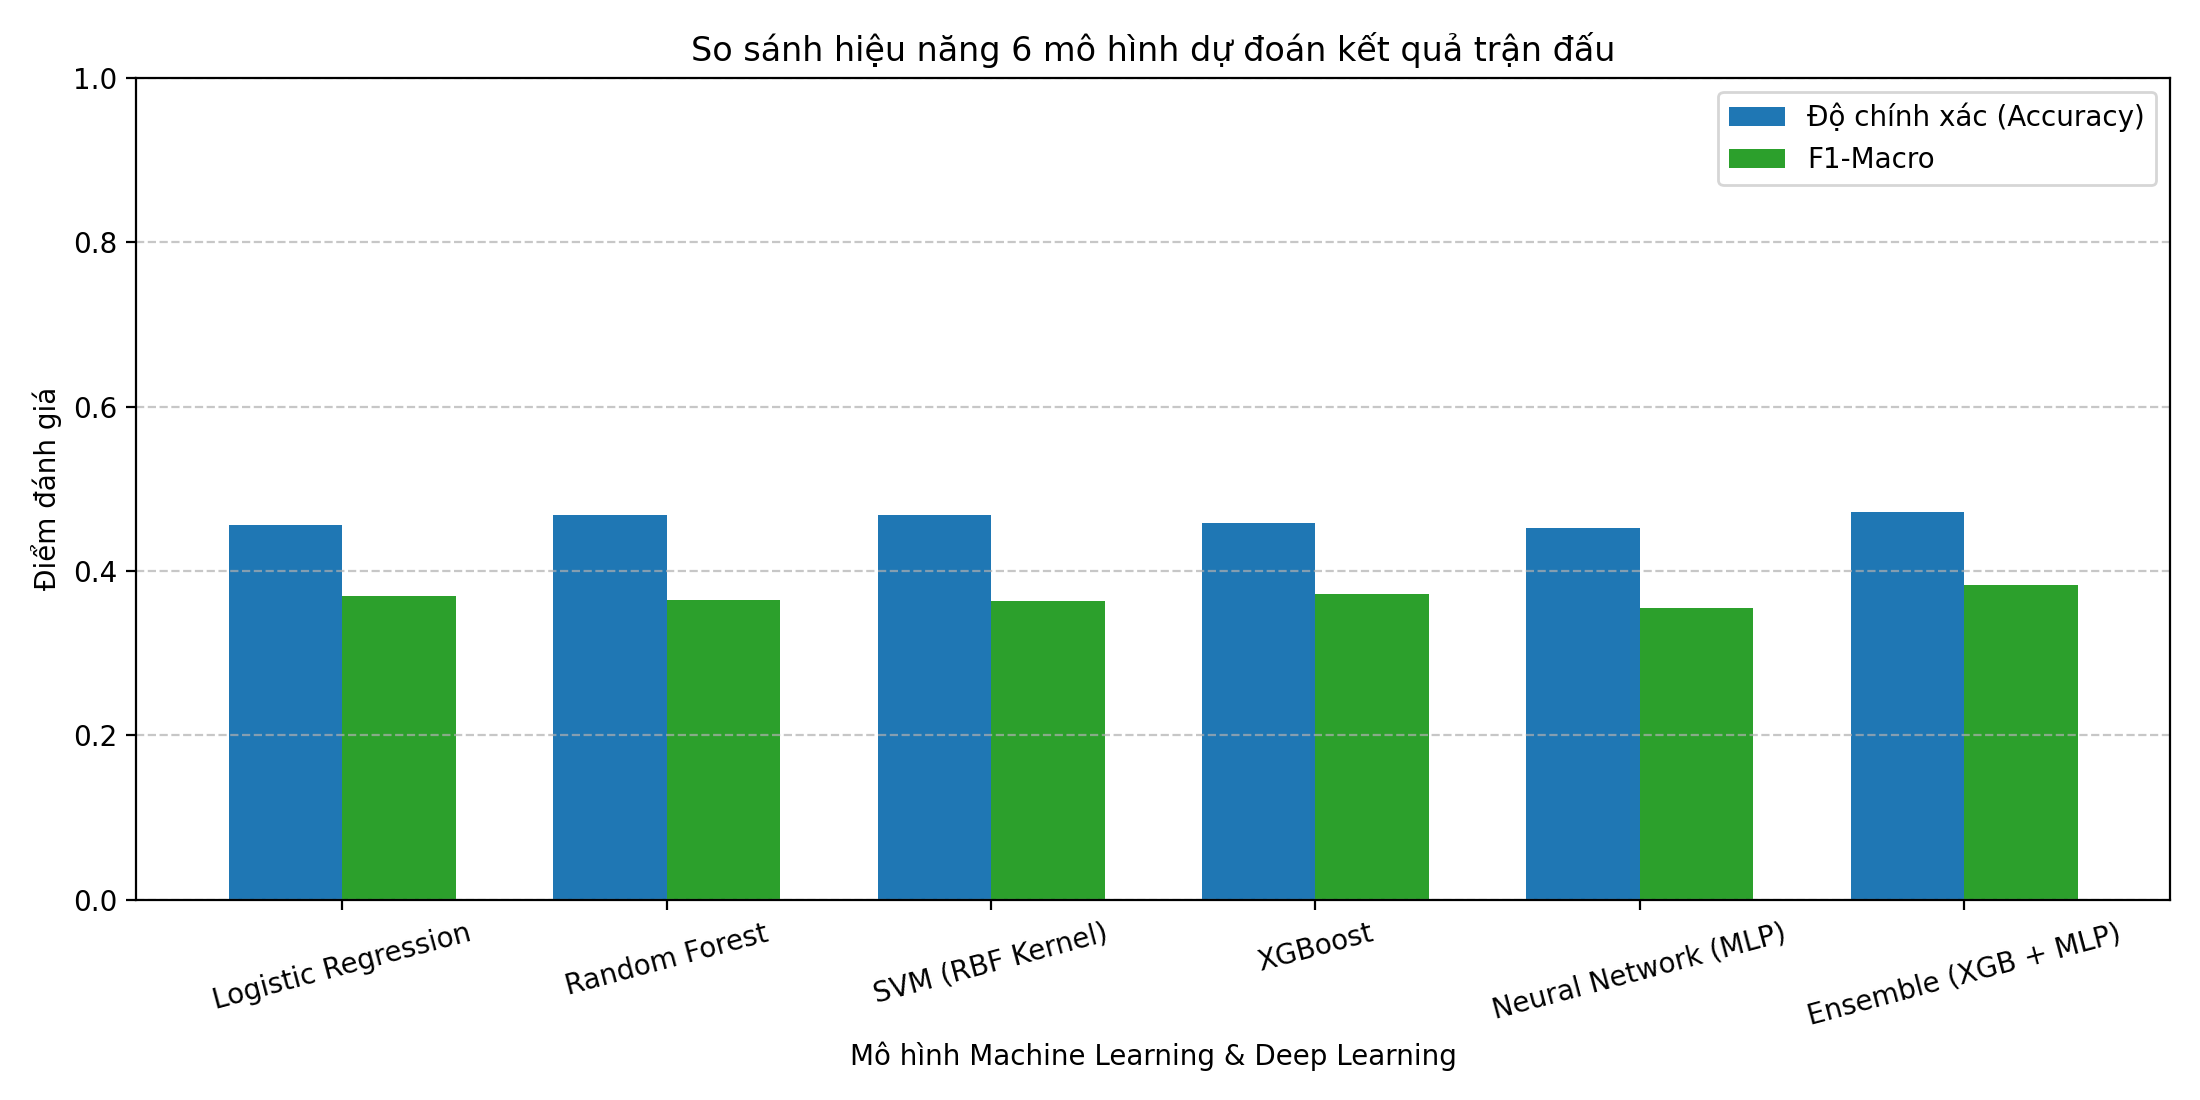 So sánh hiệu năng 6 mô hình dự đoán kết quả trận đấu
1.0
0.8
0.6
0.4
0.2
0.0
Điểm đánh giá
Độ chính xác (Accuracy)
F1-Macro
Logistic Regression
Random Forest
SVM (RBF Kernel)
XGBoost
Neural Network (MLP)
Ensemble (XGB + MLP)
Mô hình Machine Learning & Deep Learning